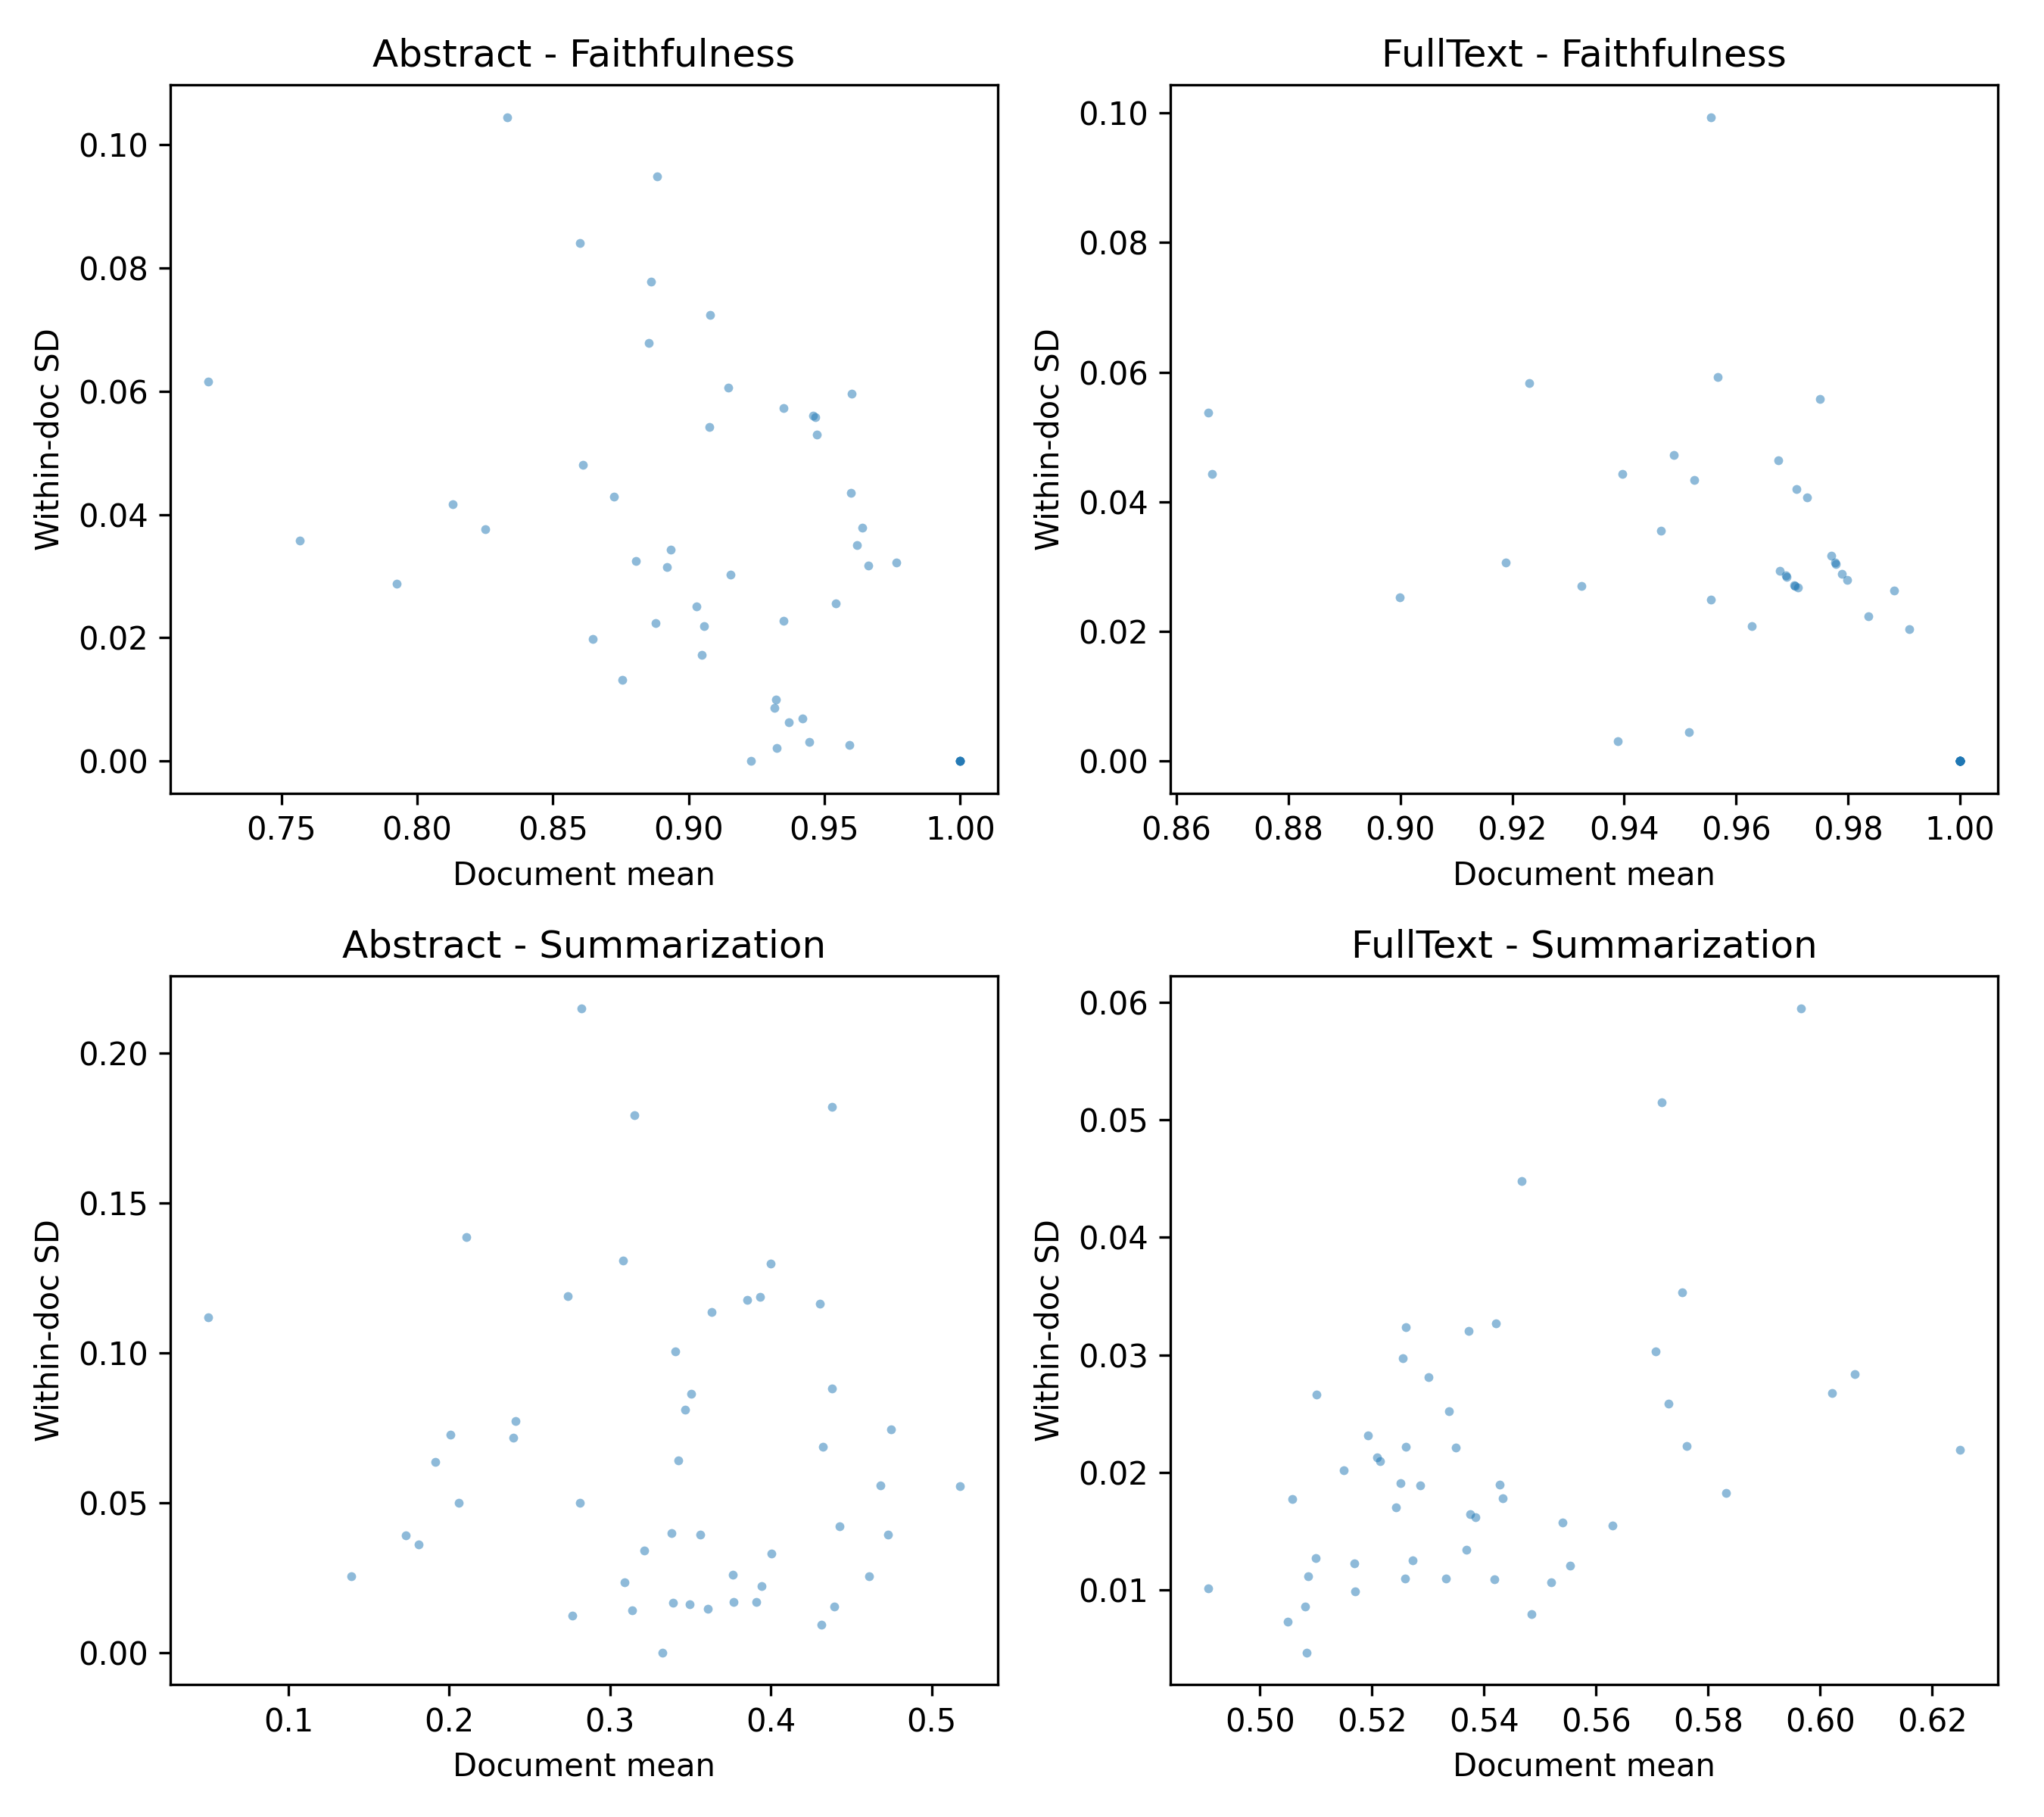 Abstract - Faithfulness
0.10
0.08
0.06
0.04
0.02
0.00
Within-doc SD
0.75 0.80 0.85 0.90 0.95 1.00
Document mean
FullText - Faithfulness
0.10
0.08
0.06
0.04
0.02
0.00
Within-doc SD
0.86 0.88 0.90 0.92 0.94 0.96 0.98 1.00
Document mean
Abstract - Summarization
0.20
0.15
0.10
0.05
0.00
Within-doc SD
0.1 0.2 0.3 0.4 0.5
Document mean
FullText - Summarization
0.06
0.05
0.04
0.03
0.02
0.01
Within-doc SD
0.50 0.52 0.54 0.56 0.58 0.60 0.62
Document mean